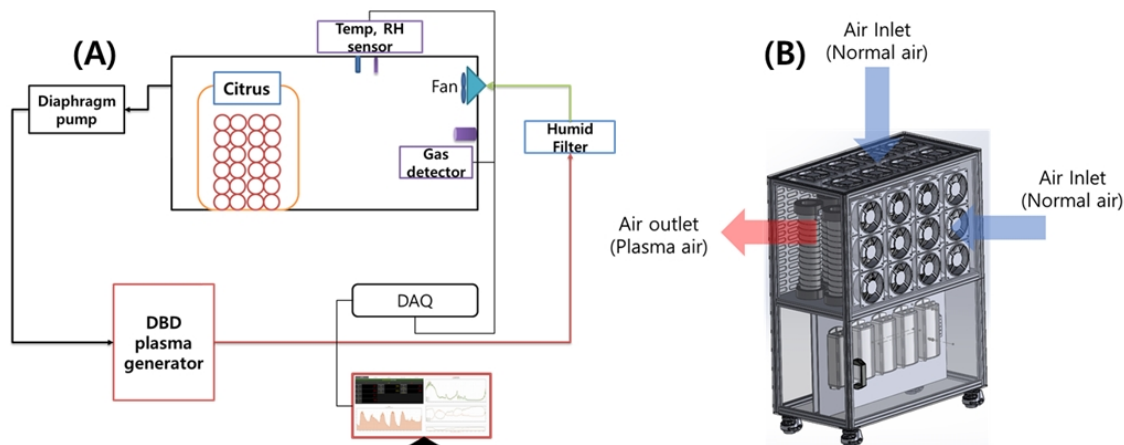 (A)
Temp, RH
sensor
Citrus
Fan
Diaphragm
pump
Humid
Filter
Gas
detector
DAQ
DBD
plasma
generator
(B)
Air Inlet
(Normal air)
Air Inlet
(Normal air)
Air outlet
(Plasma air)